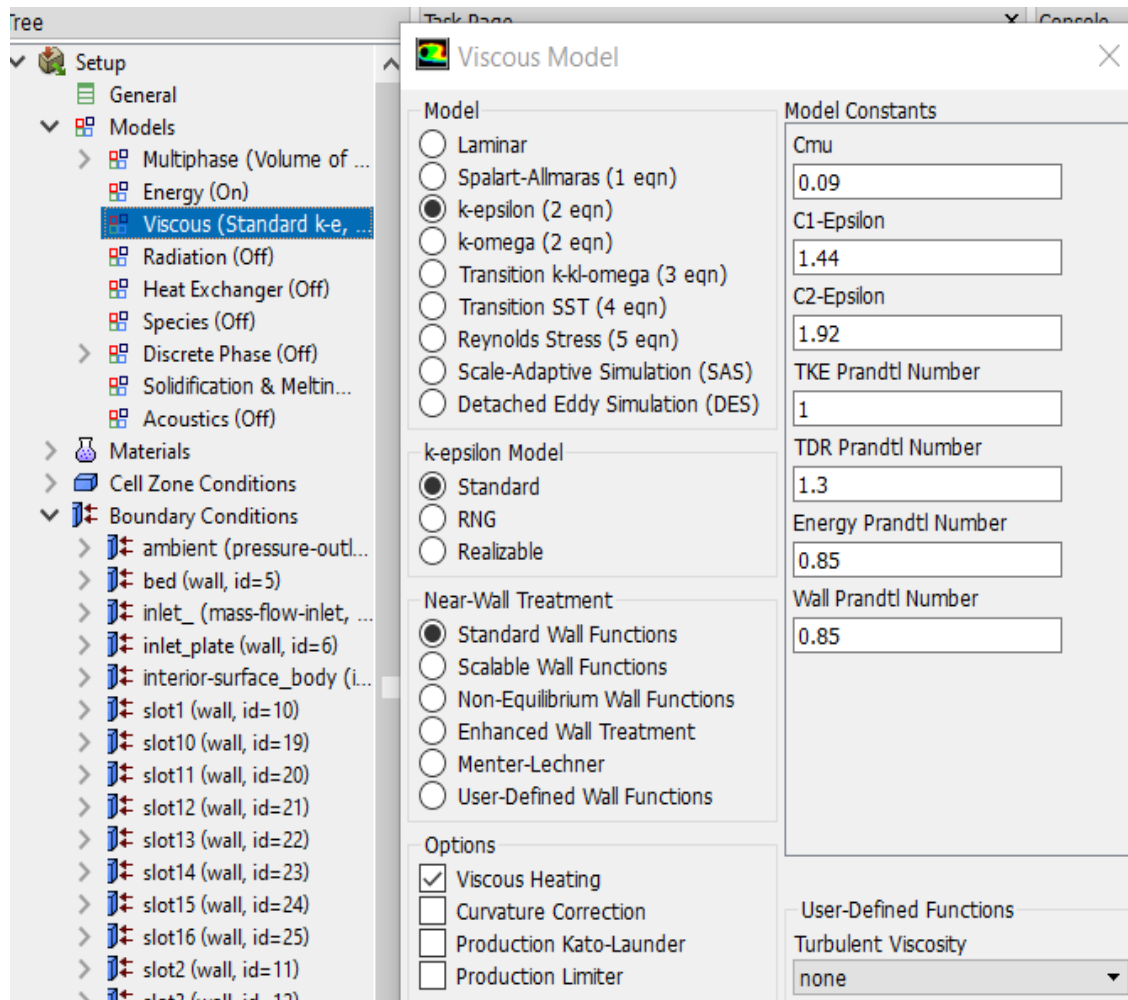 Tree
Setup
General
Models
Multiphase (Volume of ...
Energy (On)
Viscous (Standard k-e, ...
Radiation (Off)
Heat Exchanger (Off)
Species (Off)
Discrete Phase (Off)
Solidification & Meltin...
Acoustics (Off)
Materials
Cell Zone Conditions
Boundary Conditions
ambient (pressure-outl...
bed (wall, id=5)
inlet_ (mass-flow-inlet, ...
inlet_plate (wall, id=6)
interior-surface_body (i...
slot1 (wall, id=10)
slot10 (wall, id=19)
slot11 (wall, id=20)
slot12 (wall, id=21)
slot13 (wall, id=22)
slot14 (wall, id=23)
slot15 (wall, id=24)
slot16 (wall, id=25)
slot2 (wall, id=11)
slot3 (wall, id=12)
Task Page
Console
Viscous Model
Model
Laminar
Spalart-Allmaras (1 eqn)
k-epsilon (2 eqn)
k-omega (2 eqn)
Transition k-kl-omega (3 eqn)
Transition SST (4 eqn)
Reynolds Stress (5 eqn)
Scale-Adaptive Simulation (SAS)
Detached Eddy Simulation (DES)
k-epsilon Model
Standard
RNG
Realizable
Near-Wall Treatment
Standard Wall Functions
Scalable Wall Functions
Non-Equilibrium Wall Functions
Enhanced Wall Treatment
Menter-Lechner
User-Defined Wall Functions
Options
Viscous Heating
Curvature Correction
Production Kato-Launder
Production Limiter
Model Constants
Cmu
0.09
C1-Epsilon
1.44
C2-Epsilon
1.92
TKE Prandtl Number
1
TDR Prandtl Number
1.3
Energy Prandtl Number
0.85
Wall Prandtl Number
0.85
User-Defined Functions
Turbulent Viscosity
none